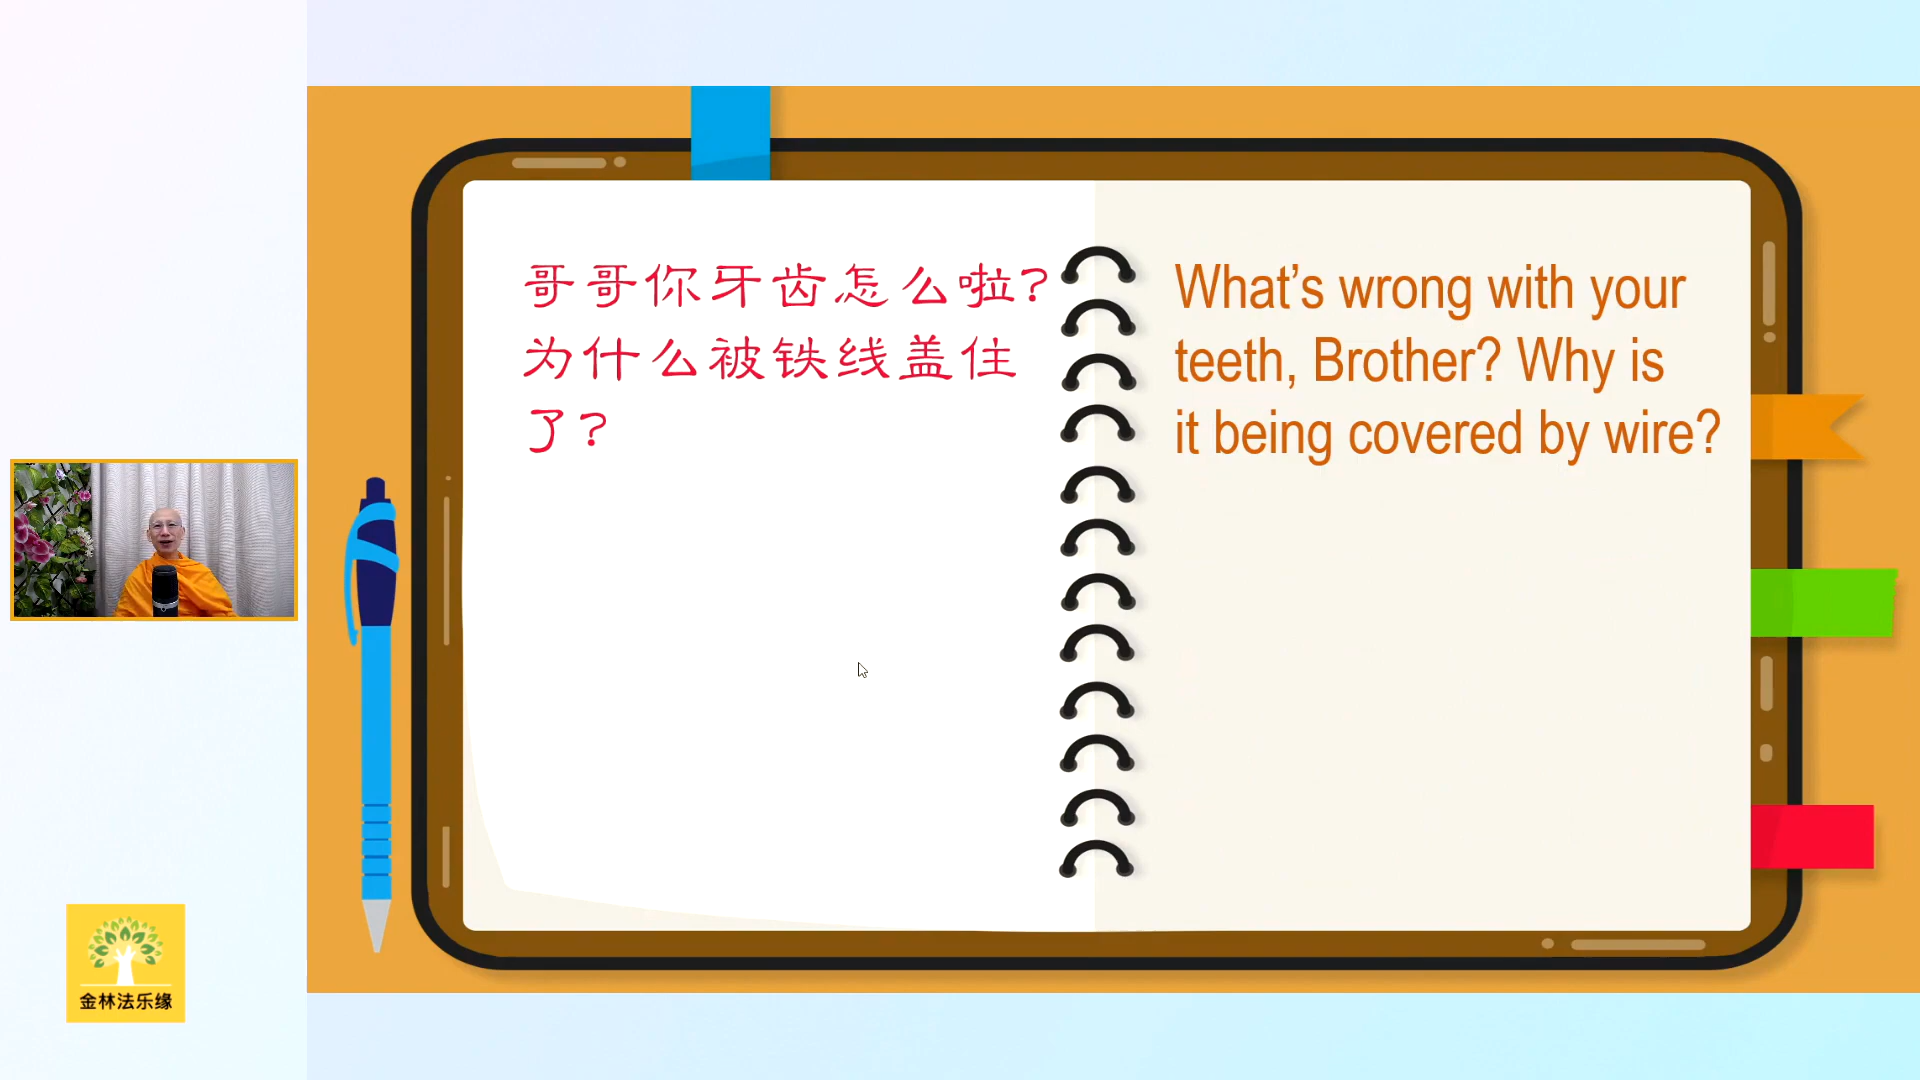 哥哥你牙齿怎么啦?
为什么被铁线盖住
了?
What’s wrong with your
teeth, Brother? Why is
it being covered by wire?
金林法乐缘